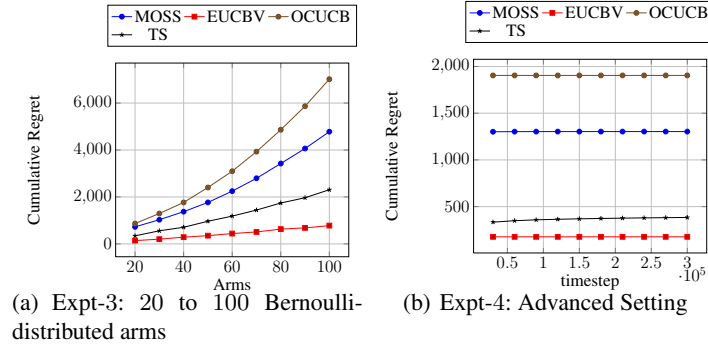 MOSS EUCBV OCUCB
TS
Cumulative Regret
6,000
4,000
2,000
0
20 40 60 80 100
Arms
(a) Expt-3: 20 to 100 Bernoulli-
distributed arms
MOSS EUCBV OCUCB
TS
Cumulative Regret
2,000
1,500
1,000
500
0.5 1 1.5 2 2.5 3
timestep ·10⁵
(b) Expt-4: Advanced Setting